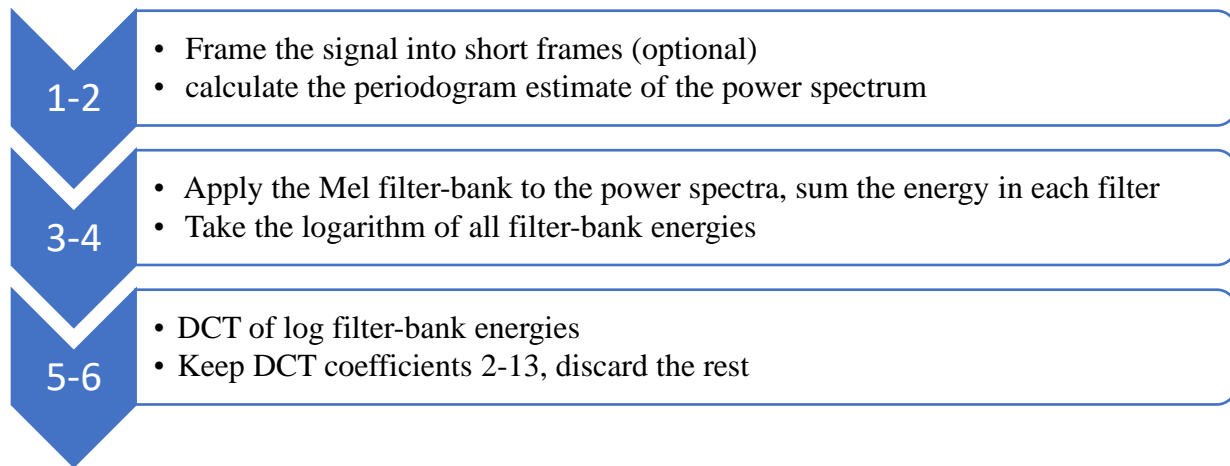 1-2
• Frame the signal into short frames (optional)
• calculate the periodogram estimate of the power spectrum
3-4
• Apply the Mel filter-bank to the power spectra, sum the energy in each filter
• Take the logarithm of all filter-bank energies
5-6
• DCT of log filter-bank energies
• Keep DCT coefficients 2-13, discard the rest